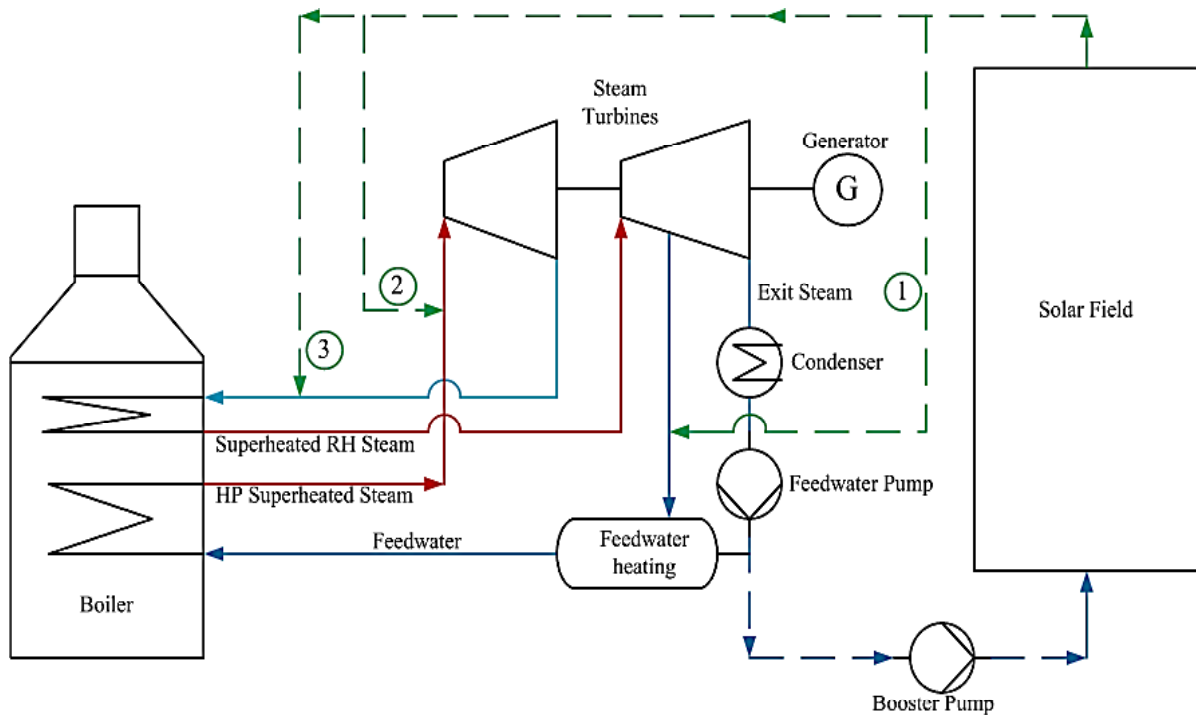 Steam
Turbines
Generator
G
2
Exit Steam
1
Solar Field
3
Condenser
Superheated RH Steam
HP Superheated Steam
Feedwater Pump
Feedwater
Feedwater
heating
Boiler
Booster Pump